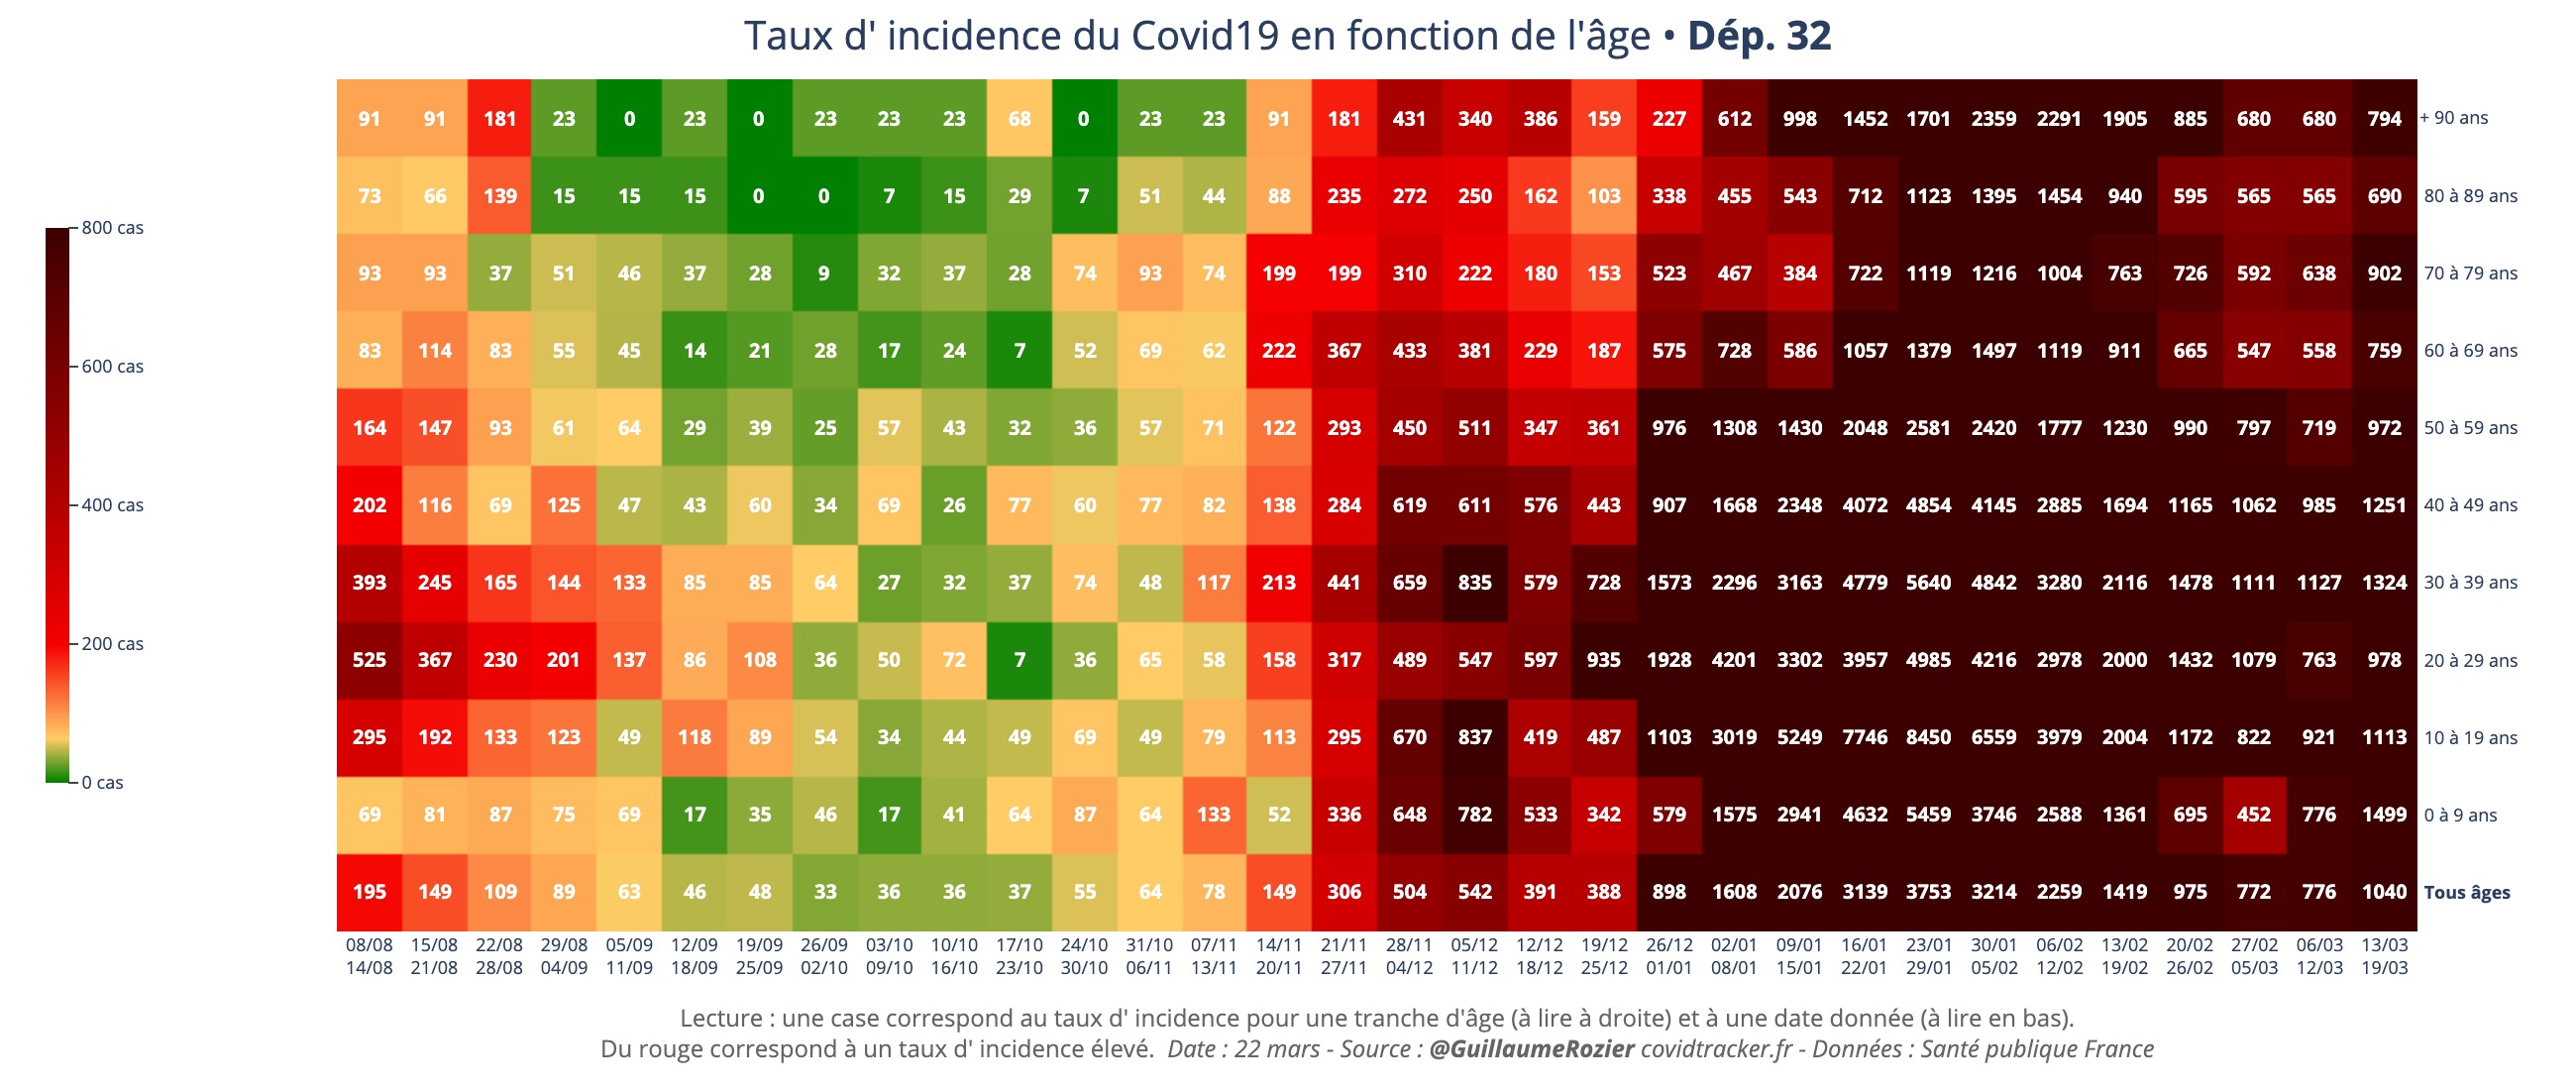 Taux d' incidence du Covid19 en fonction de l'âge • Dép. 32
91 91 181 23 0 23 0 23 23 23 68 0 23 23 91 181 431 340 386 159 227 612 998 1452 1701 2359 2291 1905 885 680 680 794 + 90 ans
73 66 139 15 15 15 0 0 7 15 29 7 51 44 88 235 272 250 162 103 338 455 543 712 1123 1395 1454 940 595 565 565 690 80 à 89 ans
800 cas
93 93 37 51 46 37 28 9 32 37 28 74 93 74 199 199 310 222 180 153 523 467 384 722 1119 1216 1004 763 726 592 638 902 70 à 79 ans
83 114 83 55 45 14 21 28 17 24 7 52 69 62 222 367 433 381 229 187 575 728 586 1057 1379 1497 1119 911 665 547 558 759 60 à 69 ans
600 cas
164 147 93 61 64 29 39 25 57 43 32 36 57 71 122 293 450 511 347 361 976 1308 1430 2048 2581 2420 1777 1230 990 797 719 972 50 à 59 ans
400 cas
202 116 69 125 47 43 60 34 69 26 77 60 77 82 138 284 619 611 576 443 907 1668 2348 4072 4854 4145 2885 1694 1165 1062 985 1251 40 à 49 ans
393 245 165 144 133 85 85 64 27 32 37 74 48 117 213 441 659 835 579 728 1573 2296 3163 4779 5640 4842 3280 2116 1478 1111 1127 1324 30 à 39 ans
200 cas
525 367 230 201 137 86 108 36 50 72 7 36 65 58 158 317 489 547 597 935 1928 4201 3302 3957 4985 4216 2978 2000 1432 1079 763 978 20 à 29 ans
295 192 133 123 49 118 89 54 34 44 49 69 49 79 113 295 670 837 419 487 1103 3019 5249 7746 8450 6559 3979 2004 1172 822 921 1113 10 à 19 ans
0 cas
69 81 87 75 69 17 35 46 17 41 64 87 64 133 52 336 648 782 533 342 579 1575 2941 4632 5459 3746 2588 1361 695 452 776 1499 0 à 9 ans
195 149 109 89 63 46 48 33 36 36 37 55 64 78 149 306 504 542 391 388 898 1608 2076 3139 3753 3214 2259 1419 975 772 776 1040 Tous âges
08/08 15/08 22/08 29/08 05/09 12/09 19/09 26/09 03/10 10/10 17/10 24/10 31/10 07/11 14/11 21/11 28/11 05/12 12/12 19/12 26/12 02/01 09/01 16/01 23/01 30/01 06/02 13/02 20/02 27/02 06/03 13/03
14/08 21/08 28/08 04/09 11/09 18/09 25/09 02/10 09/10 16/10 23/10 30/10 06/11 13/11 20/11 27/11 04/12 11/12 18/12 25/12 01/01 08/01 15/01 22/01 29/01 05/02 12/02 19/02 26/02 05/03 12/03 19/03
Lecture : une case correspond au taux d' incidence pour une tranche d'âge (à lire à droite) et à une date donnée (à lire en bas).
Du rouge correspond à un taux d' incidence élevé. Date : 22 mars - Source : @GuillaumeRozier covidtracker.fr - Données : Santé publique France